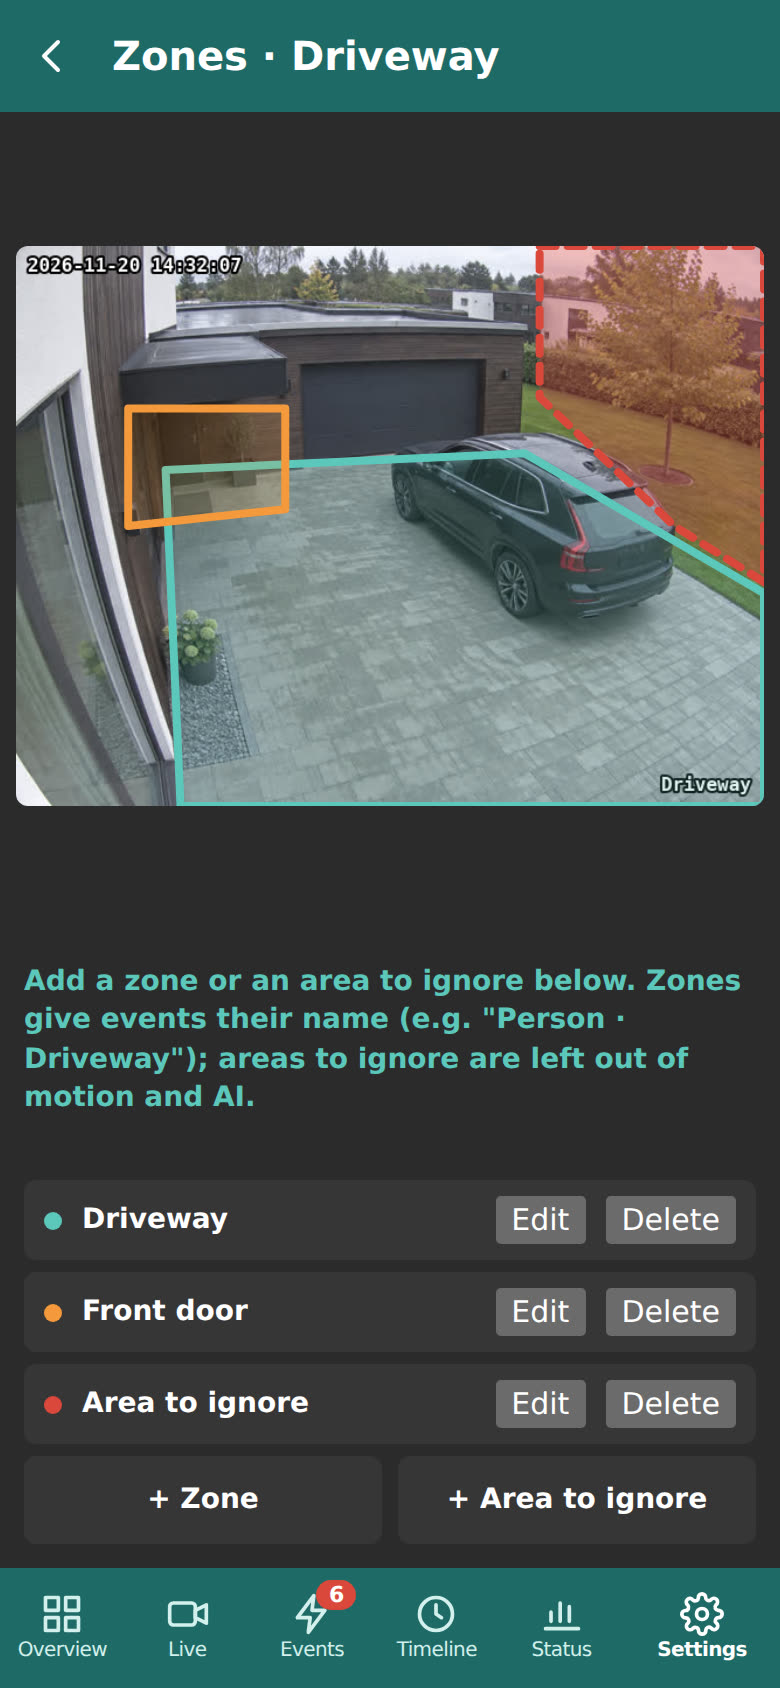 Zones · Driveway
2026-11-20 14:32:07
Driveway
Add a zone or an area to ignore below. Zones
give events their name (e.g. "Person ·
Driveway"); areas to ignore are left out of
motion and AI.
Driveway Edit Delete
Front door Edit Delete
Area to ignore Edit Delete
+ Zone + Area to ignore
6
Overview Live Events Timeline Status Settings